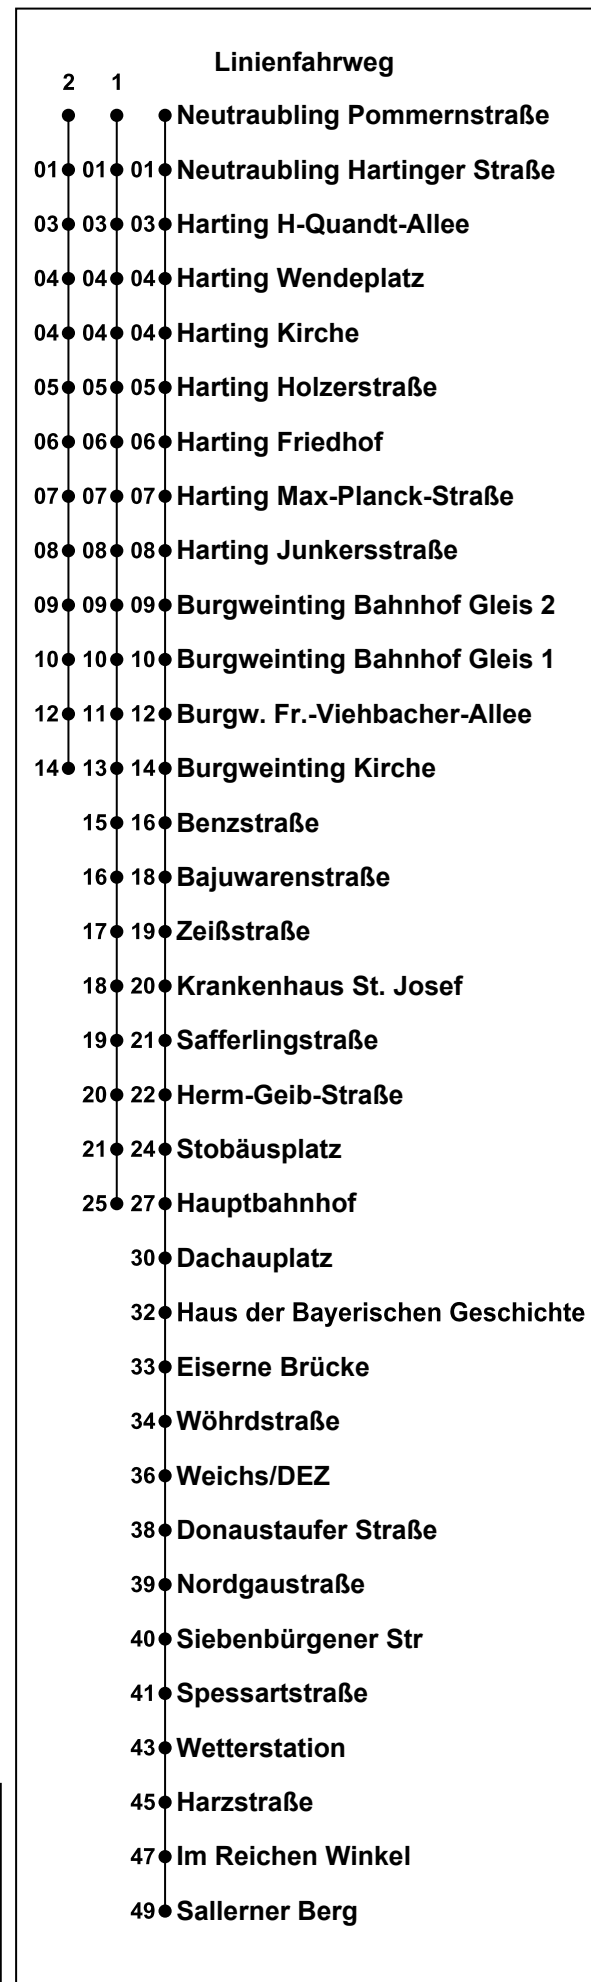 Linienfahrweg
2 1
Neutraubling Pommernstraße
01 01 01 Neutraubling Hartinger Straße
03 03 03 Harting H-Quandt-Allee
04 04 04 Harting Wendeplatz
04 04 04 Harting Kirche
05 05 05 Harting Holzerstraße
06 06 06 Harting Friedhof
07 07 07 Harting Max-Planck-Straße
08 08 08 Harting Junkersstraße
09 09 09 Burgweinting Bahnhof Gleis 2
10 10 10 Burgweinting Bahnhof Gleis 1
12 11 12 Burgw. Fr.-Viehbacher-Allee
14 13 14 Burgweinting Kirche
15 16 Benzstraße
16 18 Bajuwarenstraße
17 19 Zeißstraße
18 20 Krankenhaus St. Josef
19 21 Safferlingstraße
20 22 Herm-Geib-Straße
21 24 Stobäusplatz
25 27 Hauptbahnhof
30 Dachauplatz
32 Haus der Bayerischen Geschichte
33 Eiserne Brücke
34 Wöhrdstraße
36 Weichs/DEZ
38 Donaustaufer Straße
39 Nordgaustraße
40 Siebenbürgener Str
41 Spessartstraße
43 Wetterstation
45 Harzstraße
47 Im Reichen Winkel
49 Sallerner Berg